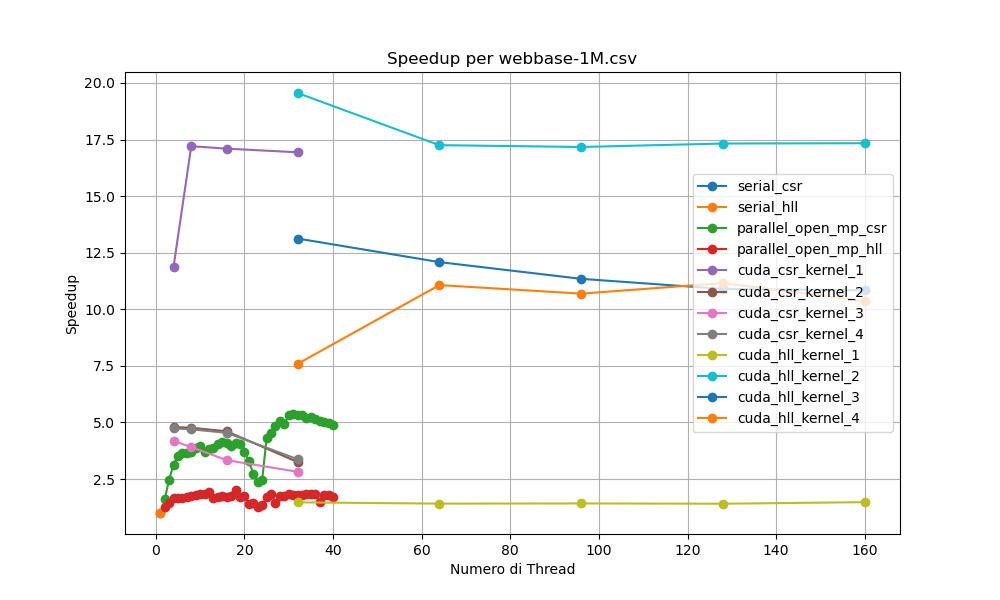 Speedup per webbase-1M.csv
20.0
17.5
15.0
12.5
10.0
7.5
5.0
2.5
Speedup
serial_csr
serial_hll
parallel_open_mp_csr
parallel_open_mp_hll
cuda_csr_kernel_1
cuda_csr_kernel_2
cuda_csr_kernel_3
cuda_csr_kernel_4
cuda_hll_kernel_1
cuda_hll_kernel_2
cuda_hll_kernel_3
cuda_hll_kernel_4
0 20 40 60 80 100 120 140 160
Numero di Thread